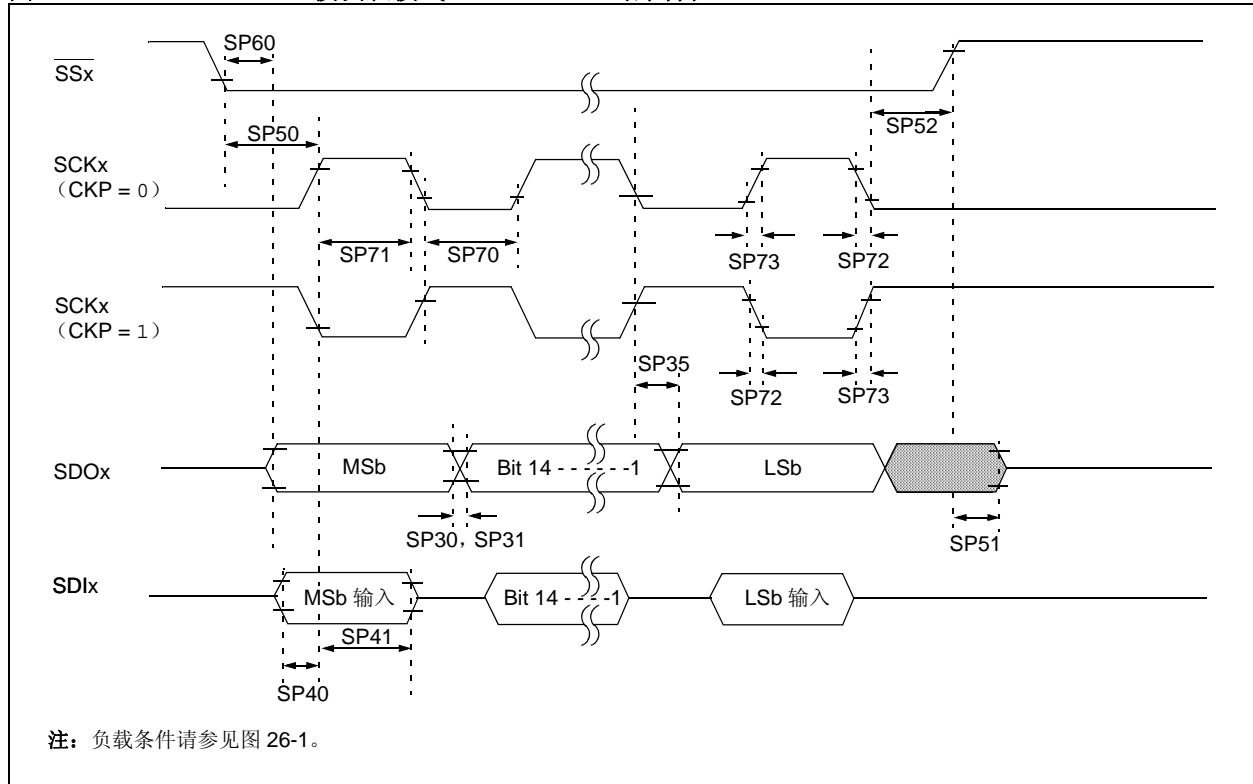 SP60
SSx
SP50
SP52
SCKx
（CKP = 0）
SP71
SP70
SP73
SP72
SCKx
（CKP = 1）
SP35
SP72
SP73
SDOx
MSb
Bit 14 - - - - - -1
LSb
SP30，SP31
SP51
SDIx
MSb 输入
Bit 14 - - - -1
LSb 输入
SP41
SP40
注：负载条件请参见图 26-1。